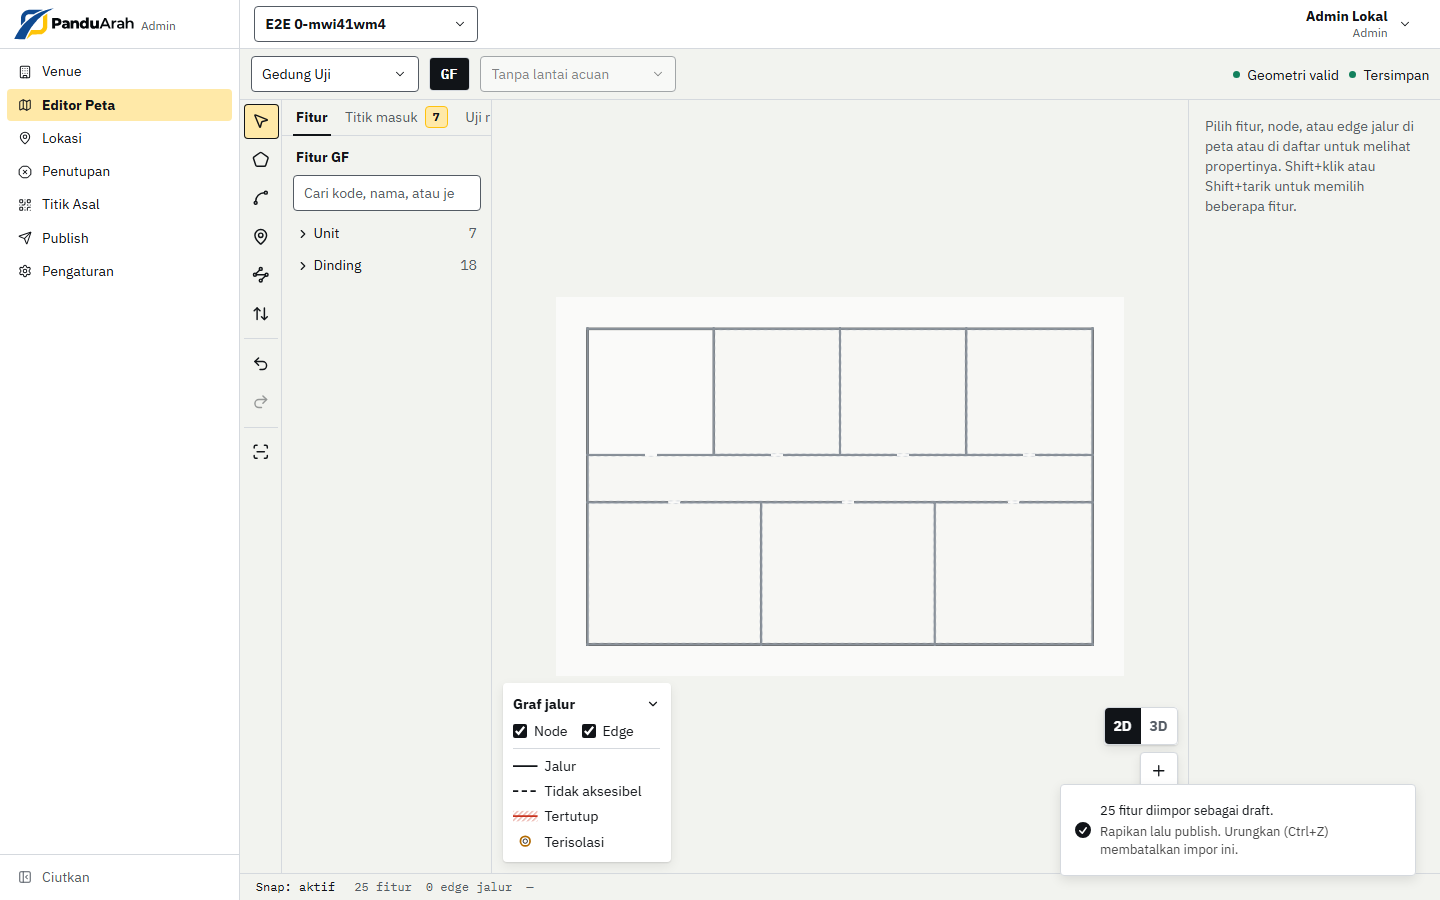 PanduArah Admin
E2E 0-mwi41wm4
Admin Lokal
Admin
Venue
Editor Peta
Lokasi
Penutupan
Titik Asal
Publish
Pengaturan
Ciutkan
Gedung Uji
GF
Tanpa lantai acuan
Geometri valid
Tersimpan
Fitur
Titik masuk 7
Uji r
Fitur GF
Cari kode, nama, atau je
Unit 7
Dinding 18
Pilih fitur, node, atau edge jalur di
peta atau di daftar untuk melihat
propertinya. Shift+klik atau
Shift+tarik untuk memilih
beberapa fitur.
Graf jalur
Node Edge
Jalur
Tidak aksesibel
Tertutup
Terisolasi
2D 3D
+
25 fitur diimpor sebagai draft.
Rapikan lalu publish. Urungkan (Ctrl+Z)
membatalkan impor ini.
Snap: aktif 25 fitur 0 edge jalur —